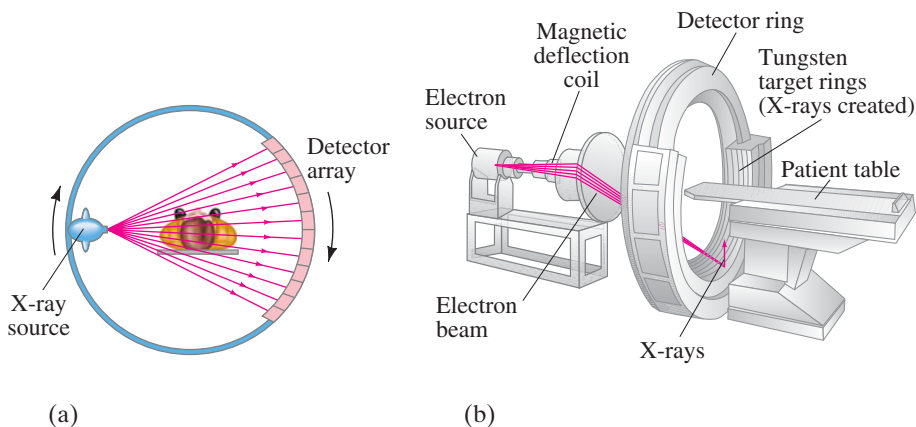 Detector
array
X-ray
source
(a)
Magnetic
deflection
coil
Detector ring
Tungsten
target rings
(X-rays created)
Electron
source
Patient table
Electron
beam
X-rays
(b)